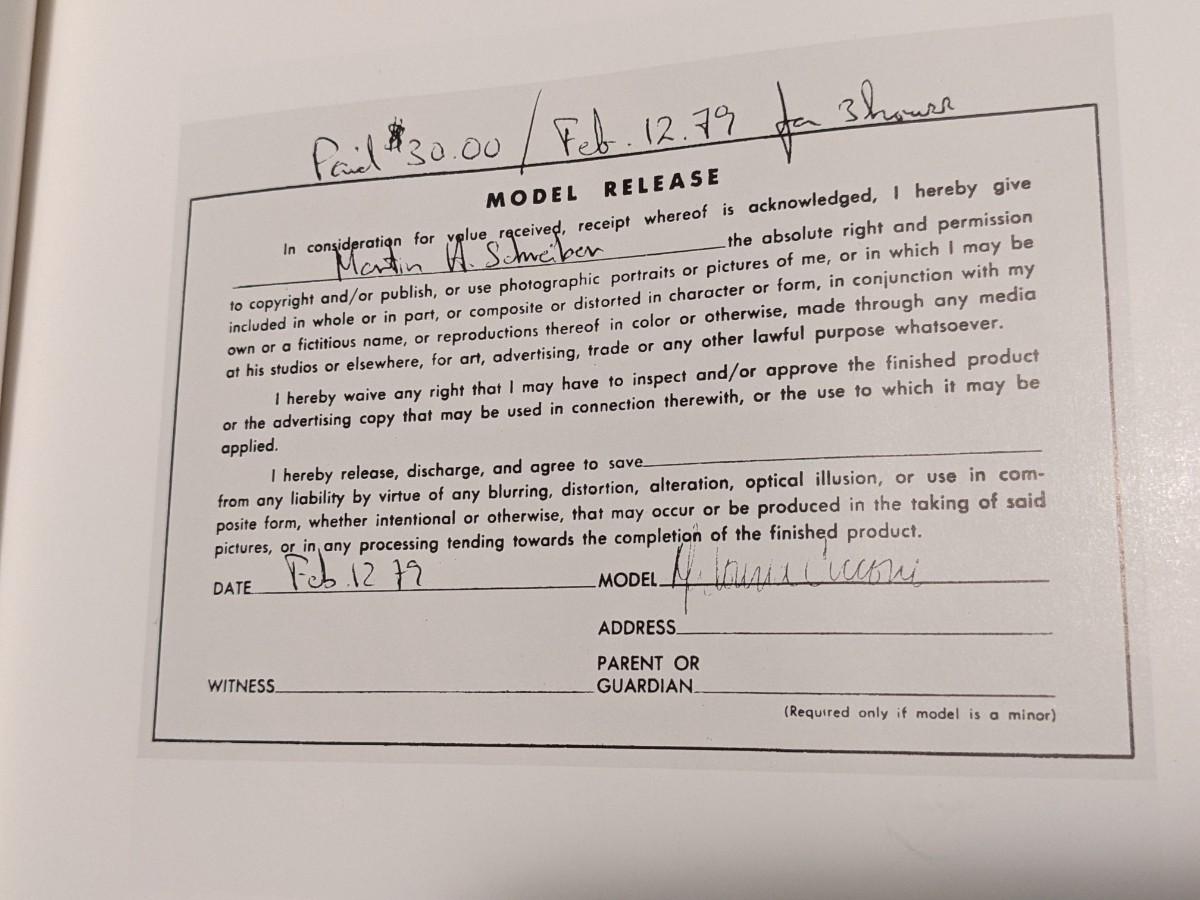 Paid $30.00 / Feb. 12. 79 for 3 hours
MODEL RELEASE
In consideration for value received, receipt whereof is acknowledged, I hereby give
Martin H. Schreiber the absolute right and permission
to copyright and/or publish, or use photographic portraits or pictures of me, or in which I may be
included in whole or in part, or composite or distorted in character or form, in conjunction with my
own or a fictitious name, or reproductions thereof in color or otherwise, made through any media
at his studios or elsewhere, for art, advertising, trade or any other lawful purpose whatsoever.
I hereby waive any right that I may have to inspect and/or approve the finished product
or the advertising copy that may be used in connection therewith, or the use to which it may be
applied.
I hereby release, discharge, and agree to save
from any liability by virtue of any blurring, distortion, alteration, optical illusion, or use in com-
posite form, whether intentional or otherwise, that may occur or be produced in the taking of said
pictures, or in any processing tending towards the completion of the finished product.
DATE Feb. 12 79 MODEL
ADDRESS
PARENT OR
WITNESS GUARDIAN
(Required only if model is a minor)